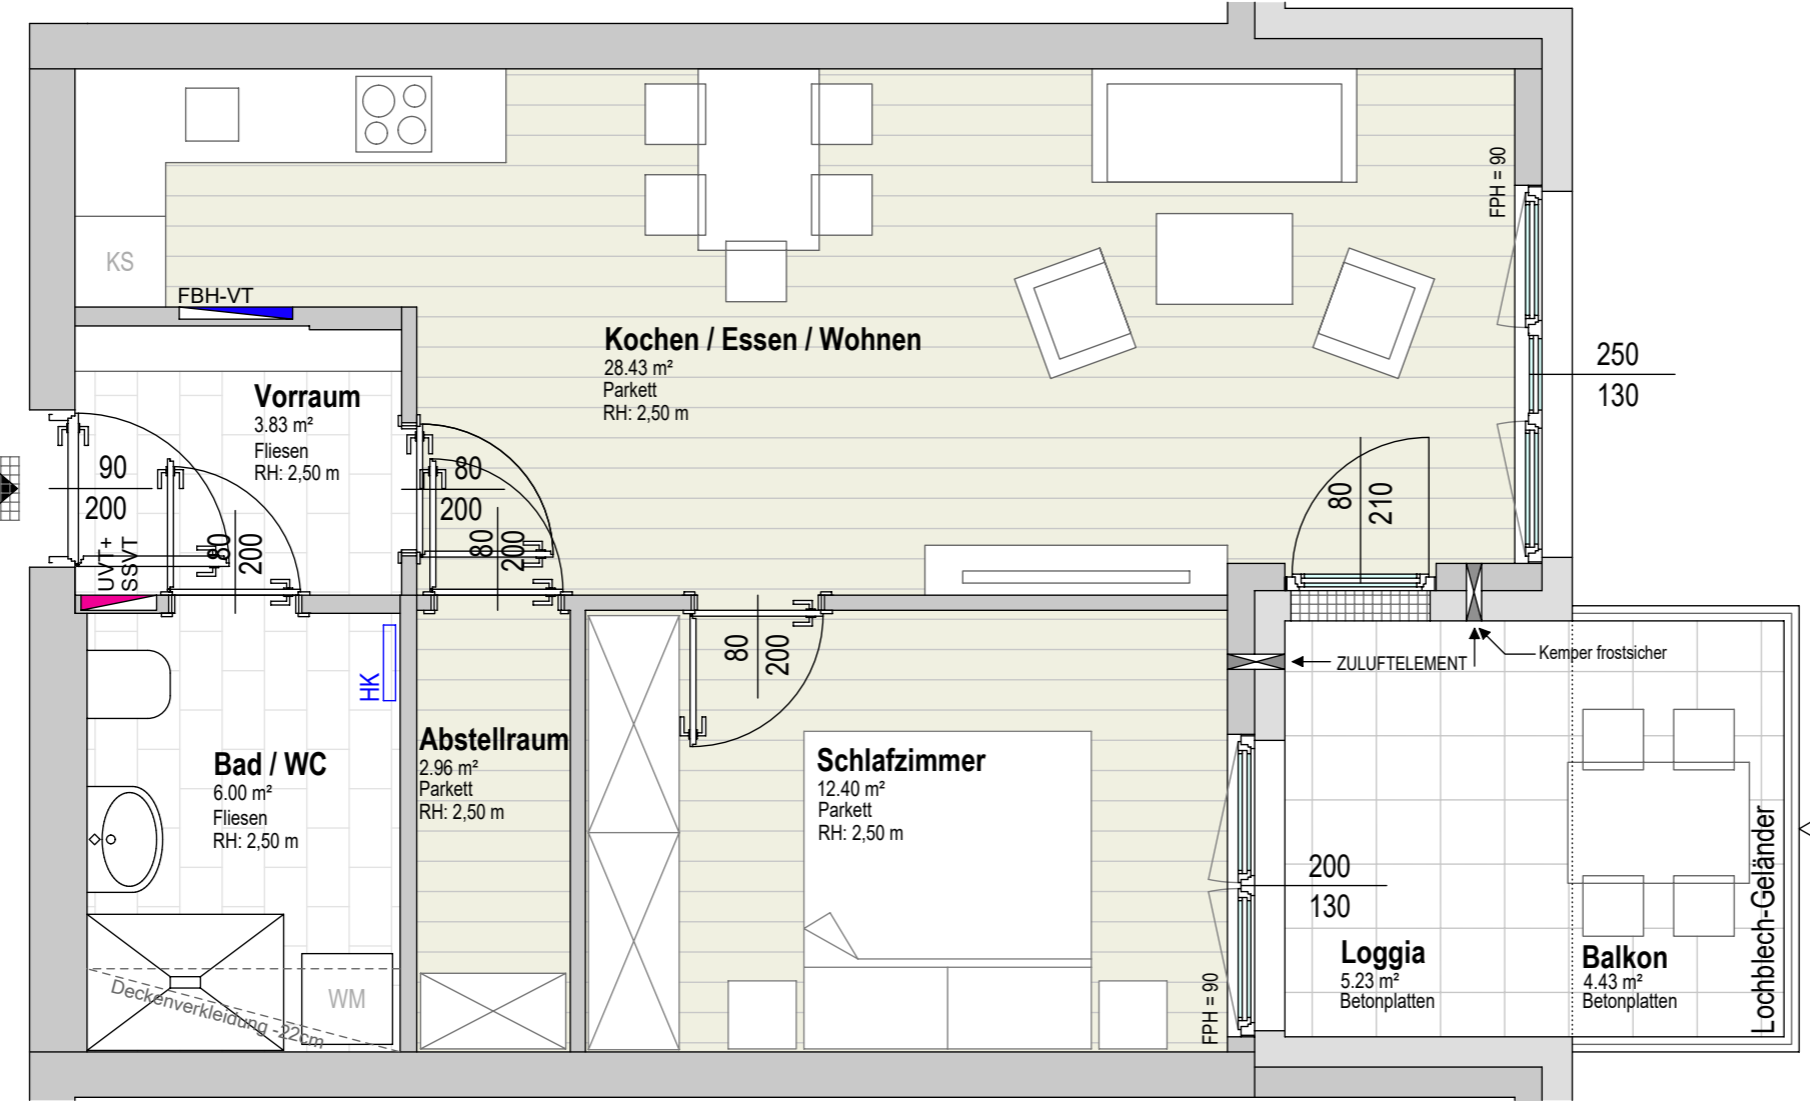 KS
FBH-VT
Kochen / Essen / Wohnen
28.43 m²
Parkett
RH: 2,50 m
FPH = 90
250
130
Vorraum
3.83 m²
Fliesen
RH: 2,50 m
90
200
80
200
80
200
80
200
UVT+
SSVT
80
210
80
200
ZULUFTELEMENT
Kemper frostsicher
HK
Bad / WC
6.00 m²
Fliesen
RH: 2,50 m
Abstellraum
2.96 m²
Parkett
RH: 2,50 m
Schlafzimmer
12.40 m²
Parkett
RH: 2,50 m
200
130
FPH = 90
Loggia
5.23 m²
Betonplatten
Balkon
4.43 m²
Betonplatten
Lochblech-Geländer
WM
Deckenverkleidung -22cm